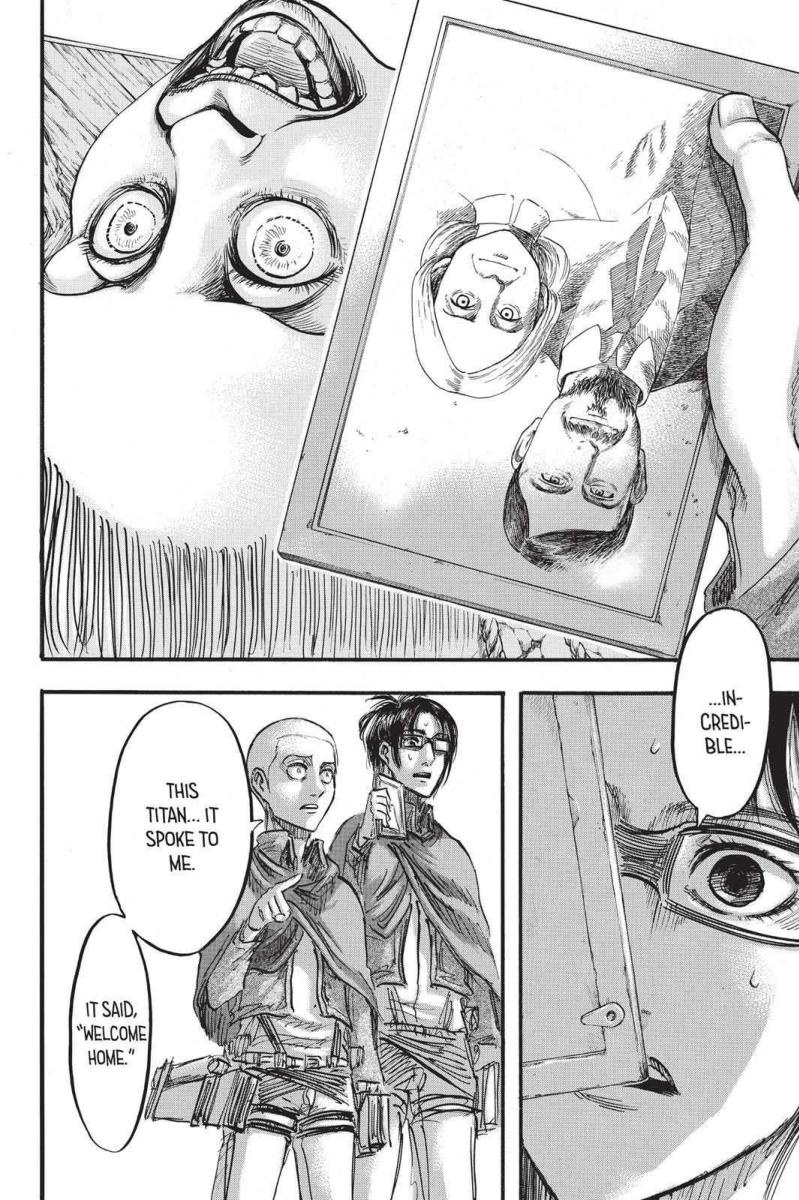 ...IN-
CREDI-
BLE...
THIS
TITAN... IT
SPOKE TO
ME.
IT SAID,
"WELCOME
HOME."